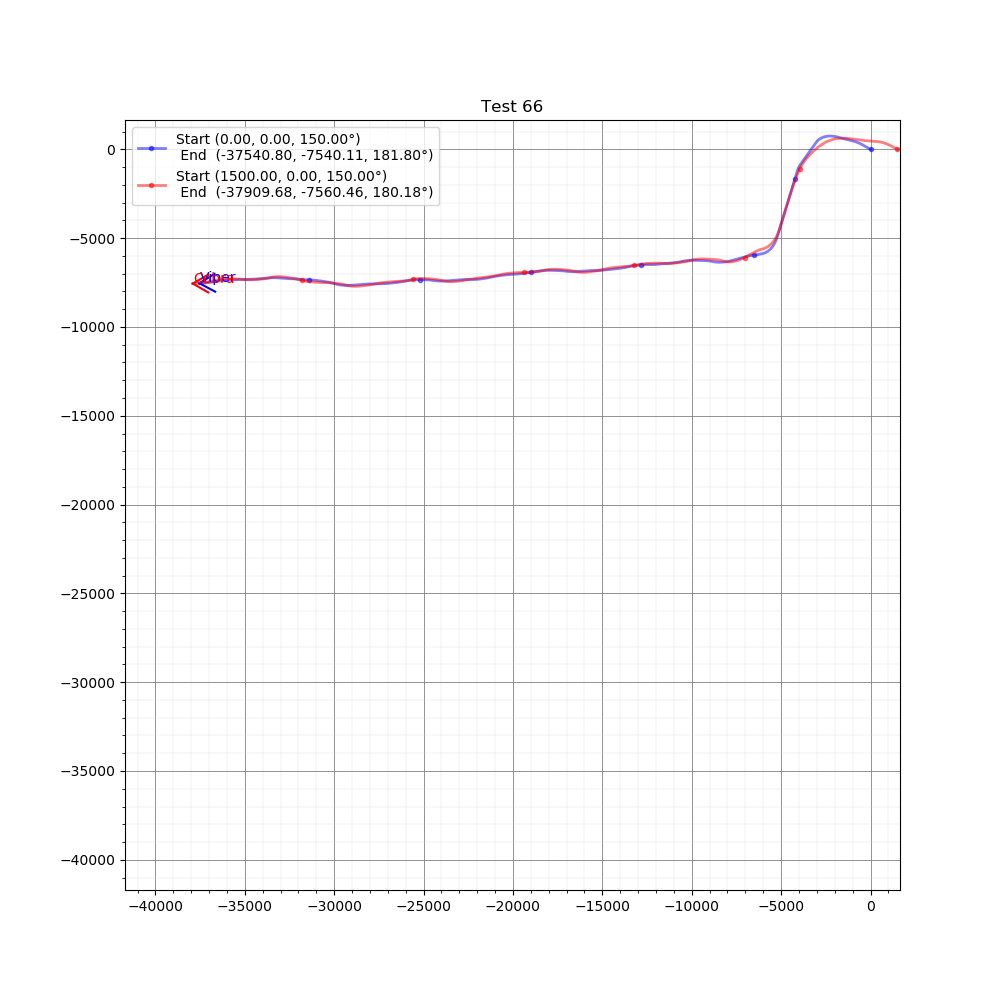 Test 66
Start (0.00, 0.00, 150.00°)
End (-37540.80, -7540.11, 181.80°)
Start (1500.00, 0.00, 150.00°)
End (-37909.68, -7560.46, 180.18°)
0
−5000
−10000
−15000
−20000
−25000
−30000
−35000
−40000
Viper
−40000 −35000 −30000 −25000 −20000 −15000 −10000 −5000 0